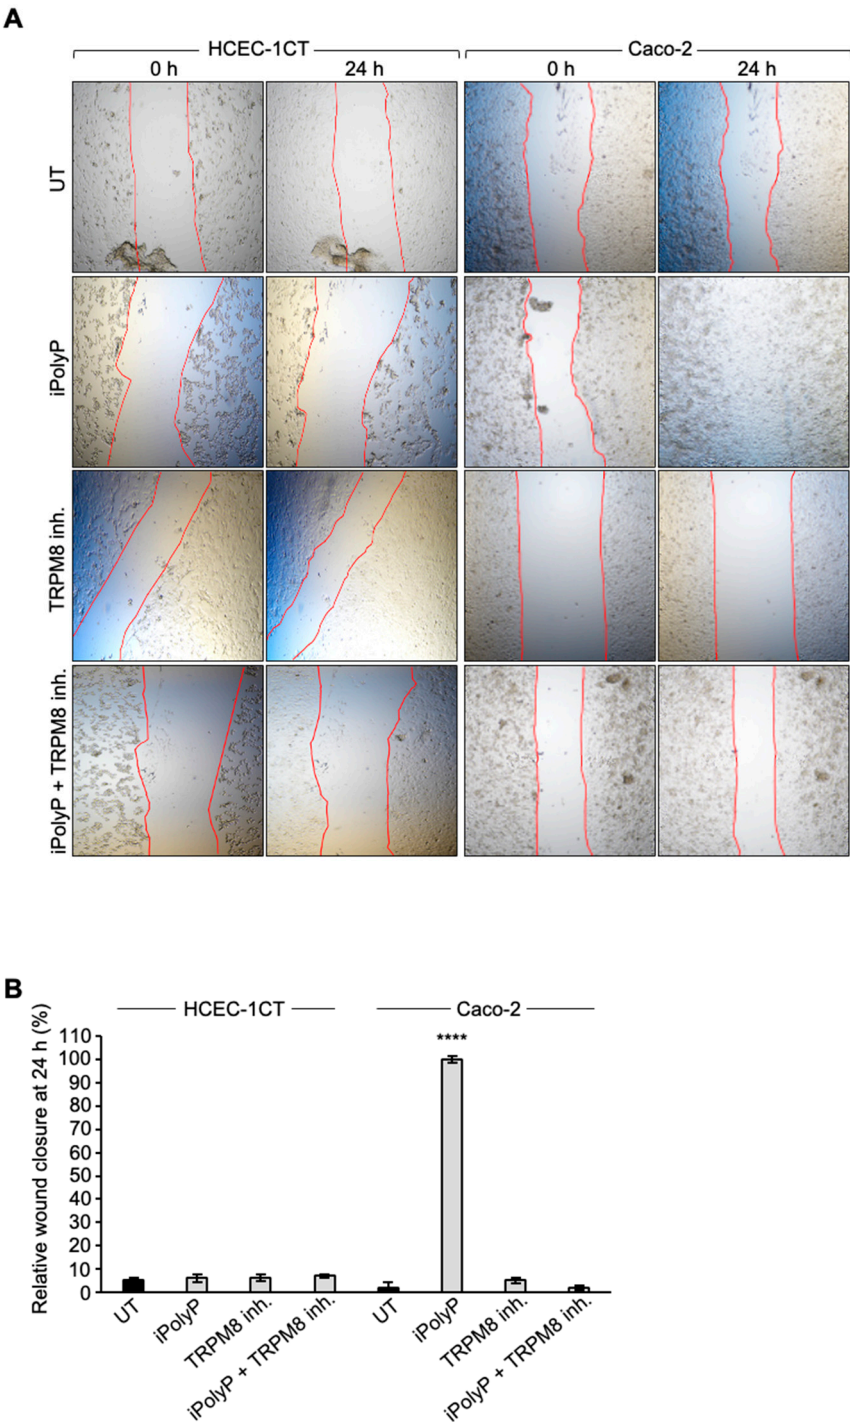 A
HCEC-1CT Caco-2
0 h 24 h 0 h 24 h
UT
iPolyP
TRPM8 inh.
iPolyP + TRPM8 inh.
B
HCEC-1CT Caco-2
Relative wound closure at 24 h (%)
110
100
90
80
70
60
50
40
30
20
10
0
****
UT iPolyP TRPM8 inh. iPolyP + TRPM8 inh. UT iPolyP TRPM8 inh. iPolyP + TRPM8 inh.